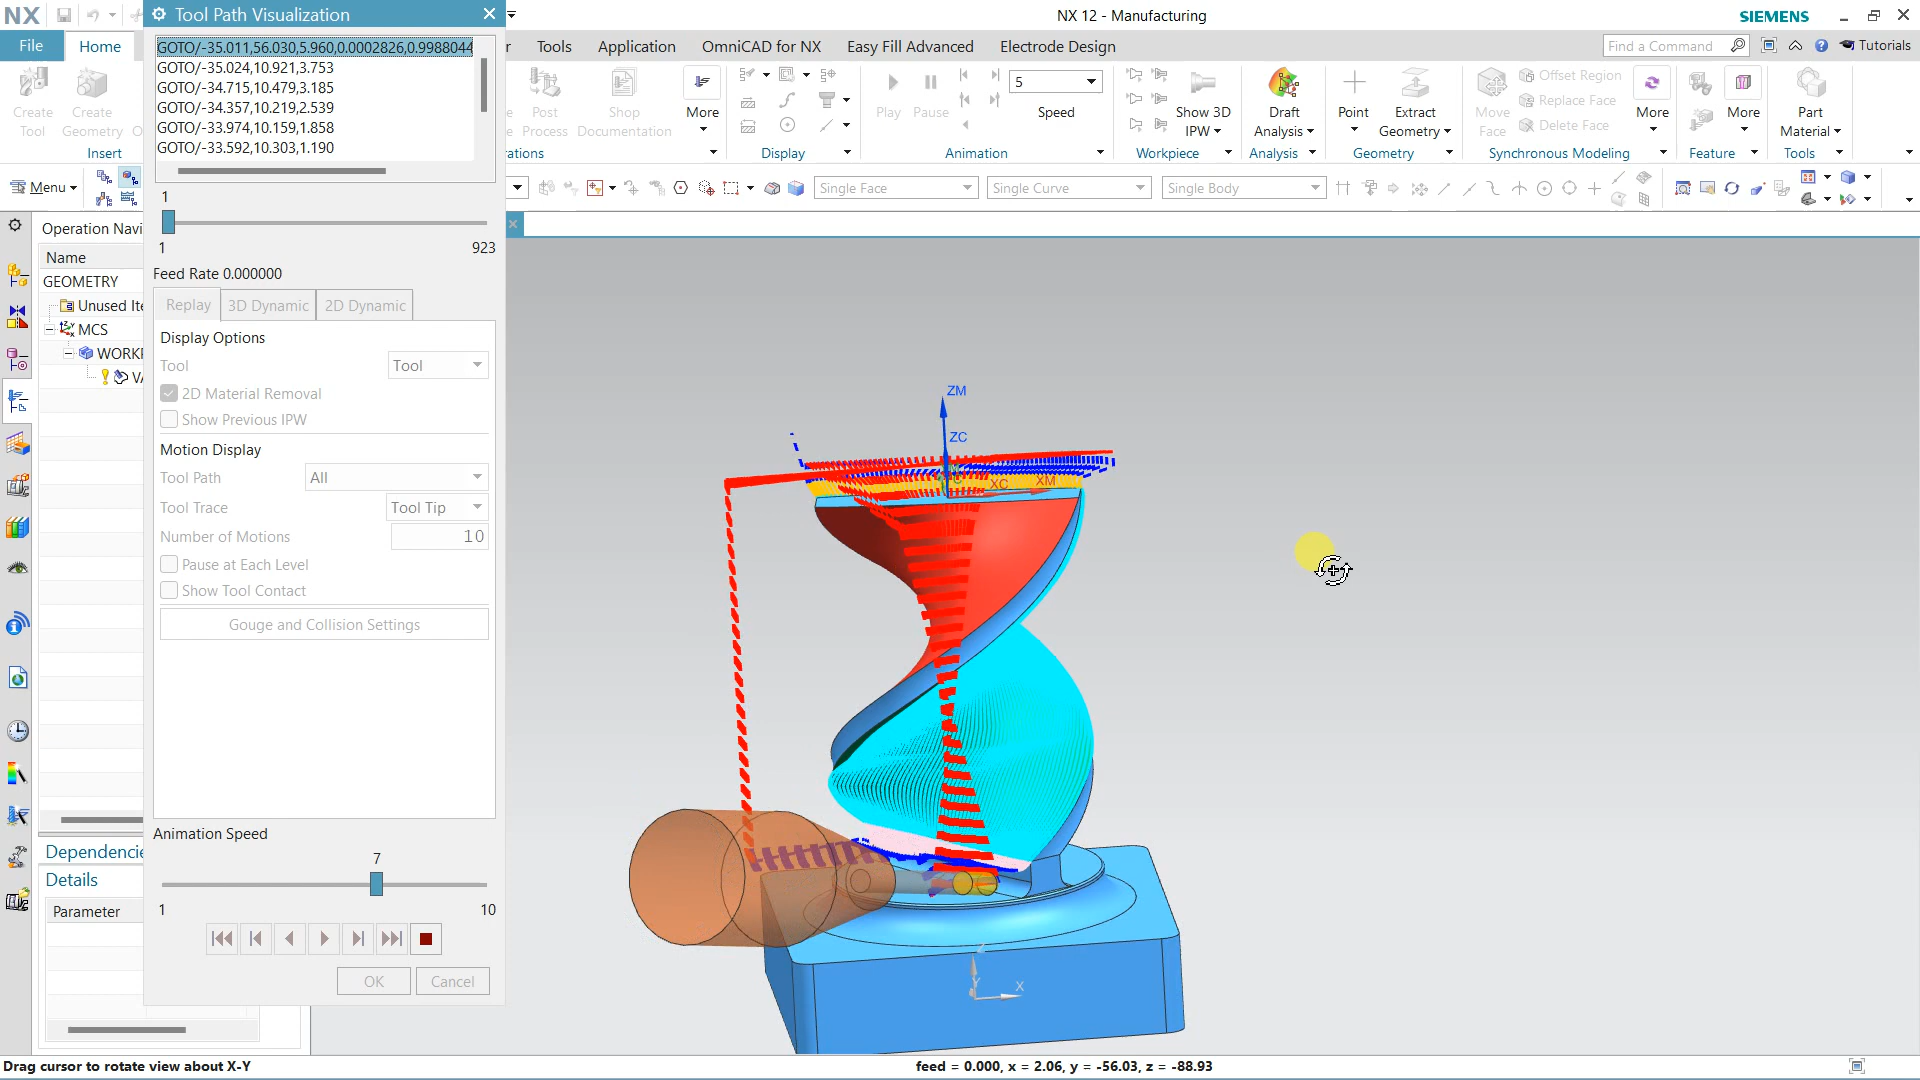 NX
Tool Path Visualization
NX 12 - Manufacturing
SIEMENS
File
Home
Tools
Application
OmniCAD for NX
Easy Fill Advanced
Electrode Design
Find a Command
Tutorials
Create
Tool
Create
Geometry
Post
Process
Shop
Documentation
More
Play
Pause
5
Speed
Show 3D
IPW
Draft
Analysis
Point
Extract
Geometry
Move
Face
Offset Region
Replace Face
Delete Face
More
More
Part
Material
Insert
ations
Display
Animation
Workpiece
Analysis
Geometry
Synchronous Modeling
Feature
Tools
Menu
Single Face
Single Curve
Single Body
GOTO/-35.011,56.030,5.960,0.0002826,0.9988044
GOTO/-35.024,10.921,3.753
GOTO/-34.715,10.479,3.185
GOTO/-34.357,10.219,2.539
GOTO/-33.974,10.159,1.858
GOTO/-33.592,10.303,1.190
1
1
923
Feed Rate 0.000000
Replay
3D Dynamic
2D Dynamic
Display Options
Tool
Tool
2D Material Removal
Show Previous IPW
Motion Display
Tool Path
All
Tool Trace
Tool Tip
Number of Motions
10
Pause at Each Level
Show Tool Contact
Gouge and Collision Settings
Animation Speed
7
1
10
OK
Cancel
Operation Navi
Name
GEOMETRY
Unused Ite
MCS
WORK
Dependencie
Details
Parameter
ZM
ZC
XC
XM
X
Drag cursor to rotate view about X-Y
feed = 0.000, x = 2.06, y = -56.03, z = -88.93